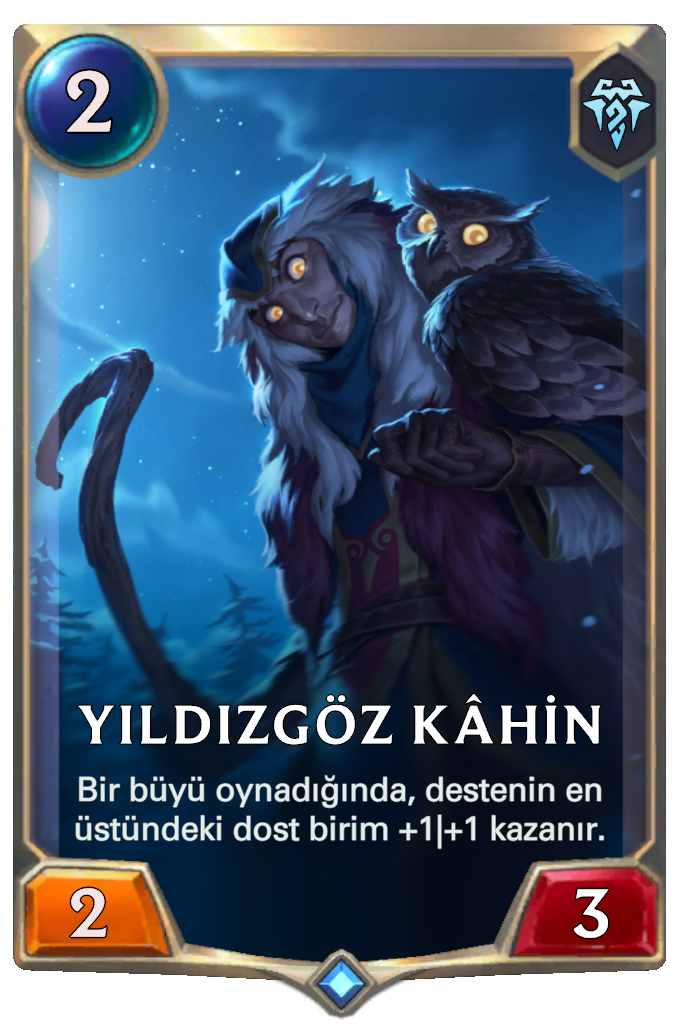 2
YILDIZGÖZ KÂHİN
Bir büyü oynadığında, destenin en
üstündeki dost birim +1|+1 kazanır.
2
3